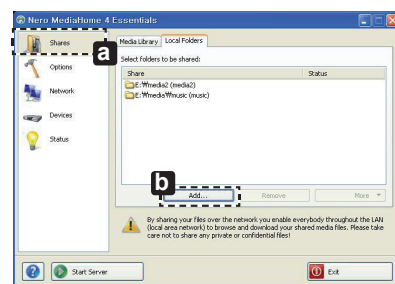 Nero MediaHome 4 Essentials
Shares
a
Options
Network
Devices
Status
Media Library
Local Folders
Select folders to be shared:
Share
Status
E:₩media2 (media2)
E:₩media₩music (music)
b
Add...
Remove
More
By sharing your files over the network you enable everybody throughout the LAN
(local area network) to browse and download your shared media files. Please take
care not to share any private or confidential files!
Start Server
Exit